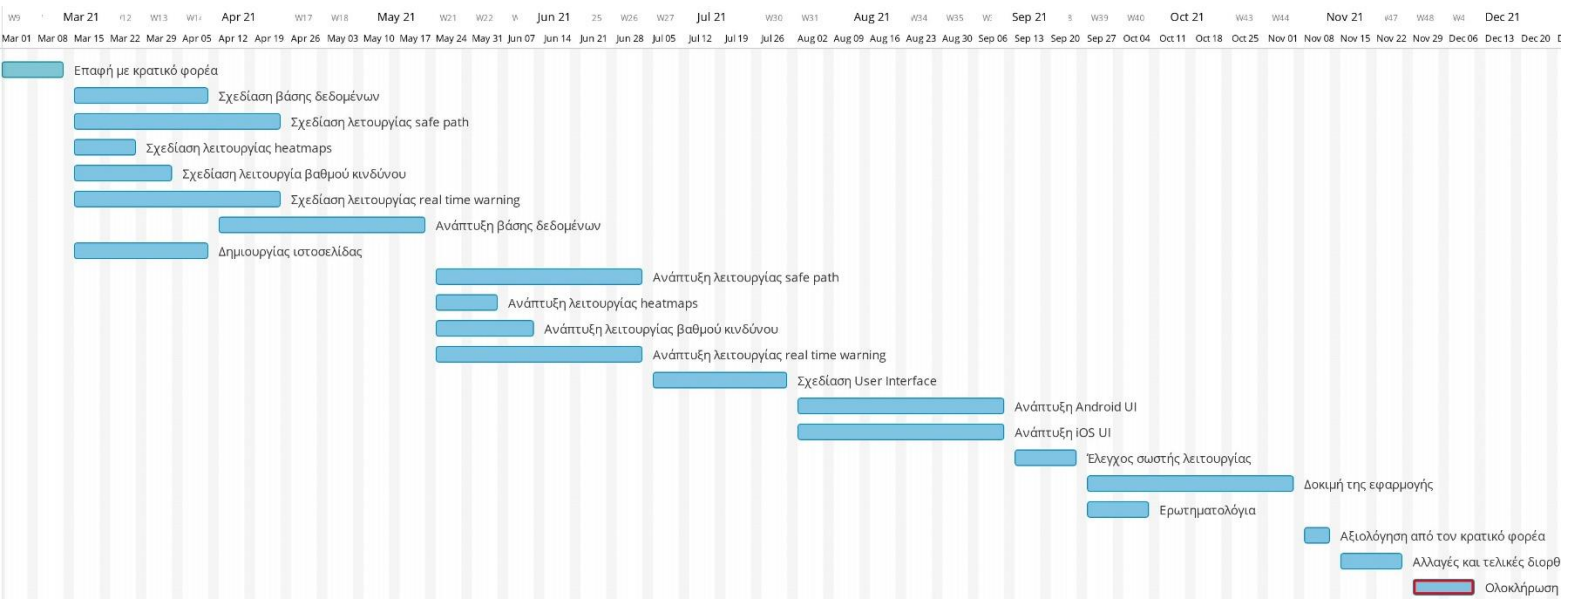 W9 Mar 21 W13 Apr 21 W17 W18 May 21 W21 W22 Jun 21 25 W26 W27 Jul 21 W30 W31 Aug 21 W34 W35 Sep 21 W39 W40 Oct 21 W43 W44 Nov 21 W48 W4 Dec 21
Mar 01 Mar 08 Mar 15 Mar 22 Mar 29 Apr 05 Apr 12 Apr 19 Apr 26 May 03 May 10 May 17 May 24 May 31 Jun 07 Jun 14 Jun 21 Jun 28 Jul 05 Jul 12 Jul 19 Jul 26 Aug 02 Aug 09 Aug 16 Aug 23 Aug 30 Sep 06 Sep 13 Sep 20 Sep 27 Oct 04 Oct 11 Oct 18 Oct 25 Nov 01 Nov 08 Nov 15 Nov 22 Nov 29 Dec 06 Dec 13 Dec 20
Επαφή με κρατικό φορέα
Σχεδίαση βάσης δεδομένων
Σχεδίαση λετουργίας safe path
Σχεδίαση λειτουργίας heatmaps
Σχεδίαση λειτουργία βαθμού κινδύνου
Σχεδίαση λειτουργίας real time warning
Ανάπτυξη βάσης δεδομένων
Δημιουργίας ιστοσελίδας
Ανάπτυξη λειτουργίας safe path
Ανάπτυξη λειτουργίας heatmaps
Ανάπτυξη λειτουργίας βαθμού κινδύνου
Ανάπτυξη λειτουργίας real time warning
Σχεδίαση User Interface
Ανάπτυξη Android UI
Ανάπτυξη iOS UI
Έλεγχος σωστής λειτουργίας
Δοκιμή της εφαρμογής
Ερωτηματολόγια
Αξιολόγηση από τον κρατικό φορέα
Αλλαγές και τελικές διορθ
Ολοκλήρωση